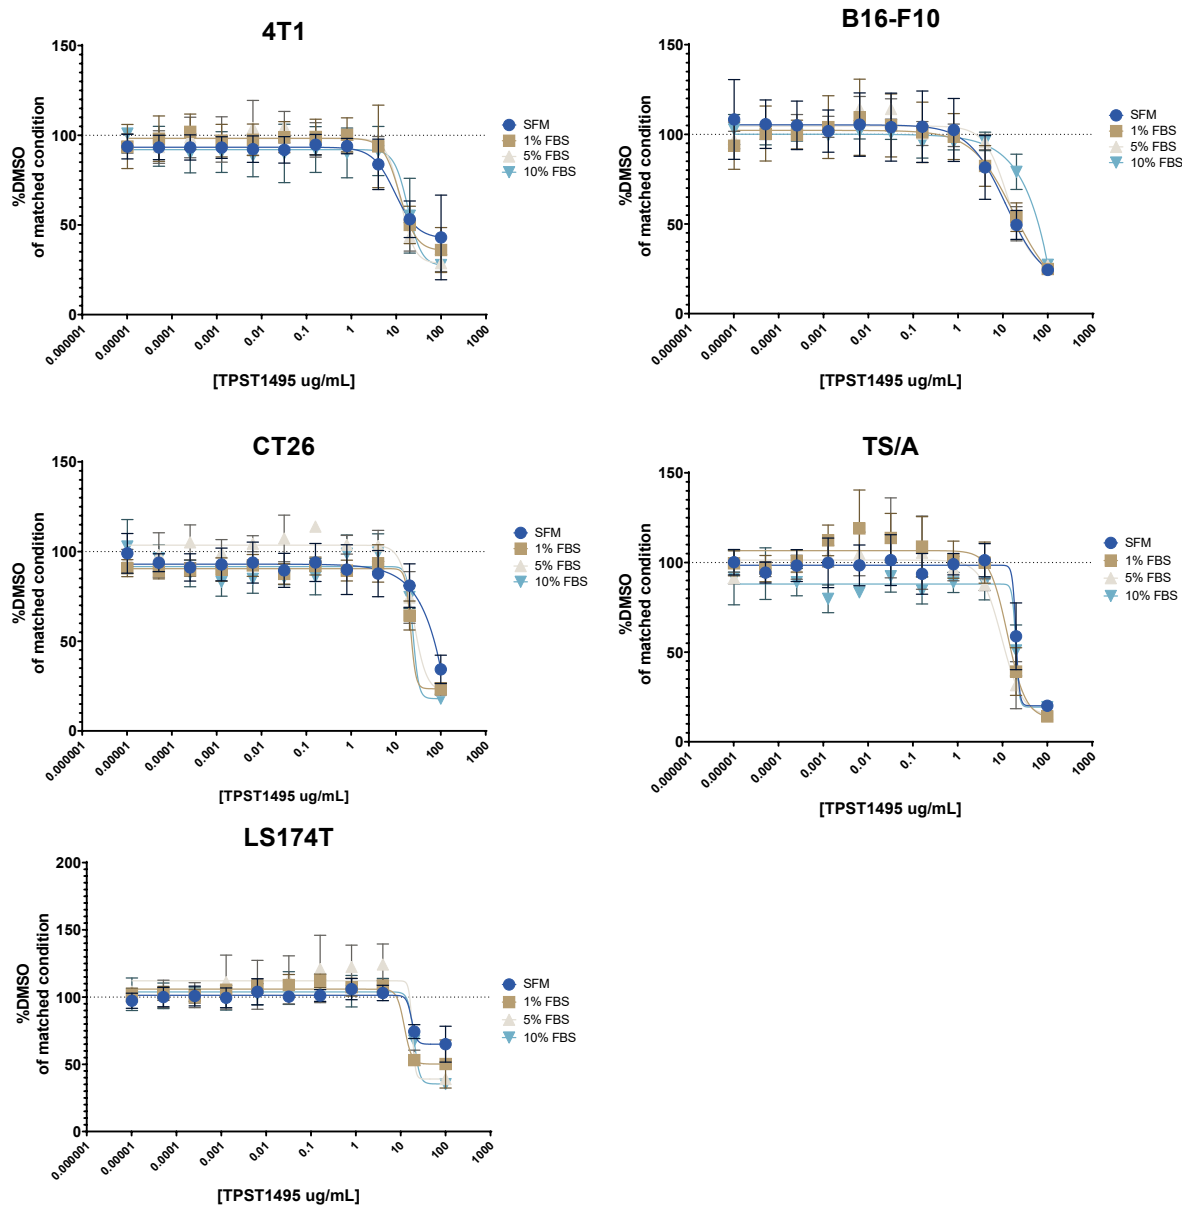 4T1
150
100
50
0
%DMSO
of matched condition
0.000001
0.00001
0.0001
0.001
0.01
0.1
1
10
100
1000
[TPST1495 ug/mL]
SFM
1% FBS
5% FBS
10% FBS
B16-F10
150
100
50
0
%DMSO
of matched condition
0.000001
0.00001
0.0001
0.001
0.01
0.1
1
10
100
1000
[TPST1495 ug/mL]
SFM
1% FBS
5% FBS
10% FBS
CT26
150
100
50
0
%DMSO
of matched condition
0.000001
0.00001
0.0001
0.001
0.01
0.1
1
10
100
1000
[TPST1495 ug/mL]
SFM
1% FBS
5% FBS
10% FBS
TS/A
150
100
50
0
%DMSO
of matched condition
0.000001
0.00001
0.0001
0.001
0.01
0.1
1
10
100
1000
[TPST1495 ug/mL]
SFM
1% FBS
5% FBS
10% FBS
LS174T
200
150
100
50
0
%DMSO
of matched condition
0.000001
0.00001
0.0001
0.001
0.01
0.1
1
10
100
1000
[TPST1495 ug/mL]
SFM
1% FBS
5% FBS
10% FBS